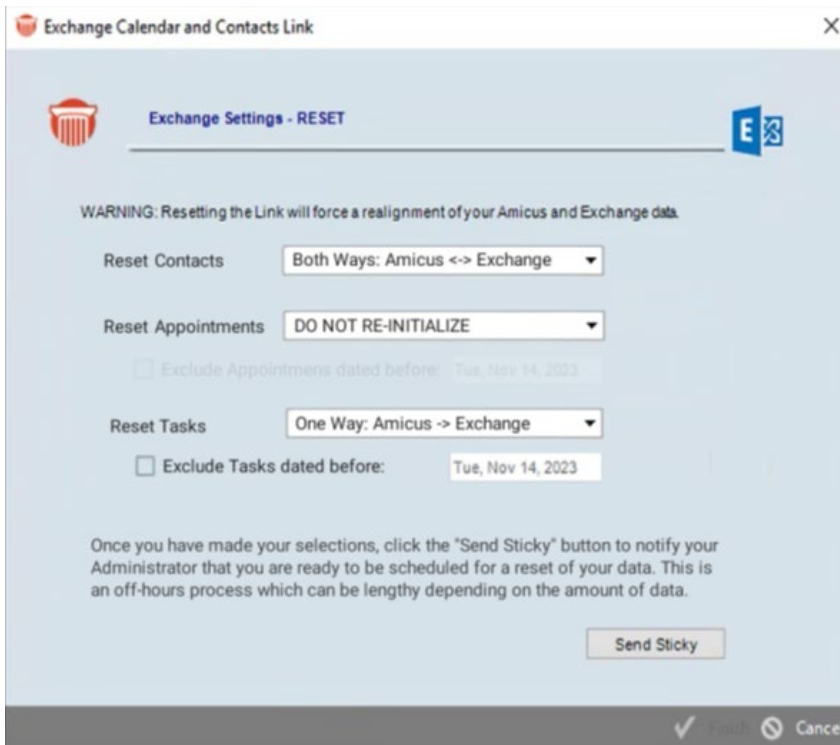 Exchange Calendar and Contacts Link
Exchange Settings - RESET
E
WARNING: Resetting the Link will force a realignment of your Amicus and Exchange data.
Reset Contacts Both Ways: Amicus <-> Exchange
Reset Appointments DO NOT RE-INITIALIZE
Exclude Appointmens dated before: Tue, Nov 14, 2023
Reset Tasks One Way: Amicus -> Exchange
Exclude Tasks dated before: Tue, Nov 14, 2023
Once you have made your selections, click the "Send Sticky" button to notify your
Administrator that you are ready to be scheduled for a reset of your data. This is
an off-hours process which can be lengthy depending on the amount of data.
Send Sticky
Finish Cance